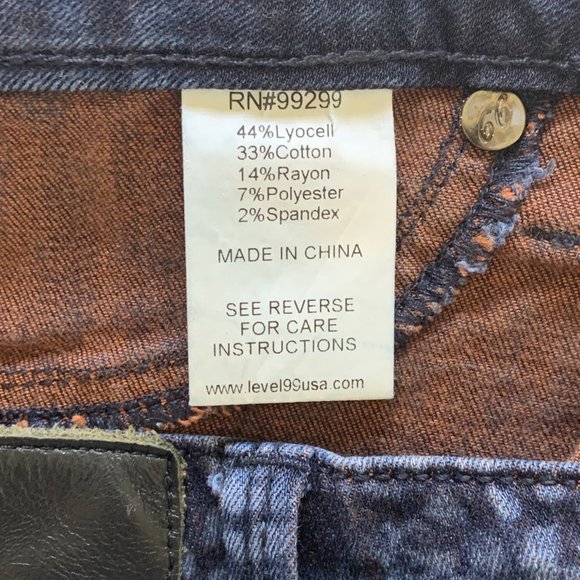 RN#99299
44%Lyocell
33%Cotton
14%Rayon
7%Polyester
2%Spandex
MADE IN CHINA
SEE REVERSE
FOR CARE
INSTRUCTIONS
www.level99usa.com
99